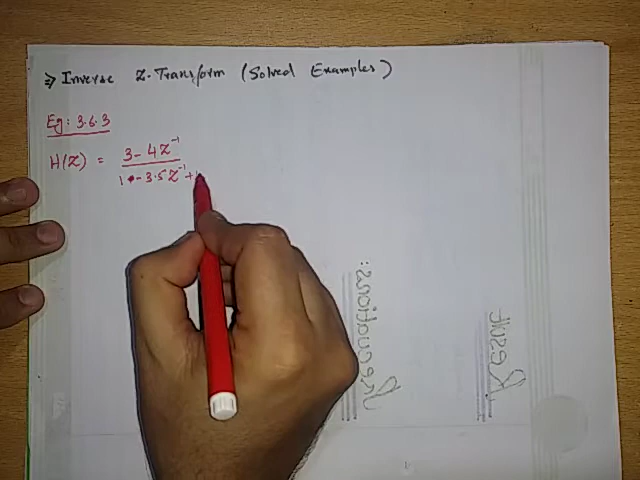 ⇒ Inverse Z-Transform (Solved Examples)
Eg: 3.6.3
H(Z) = 3 - 4Z⁻¹
1 - 3.5Z⁻¹ +